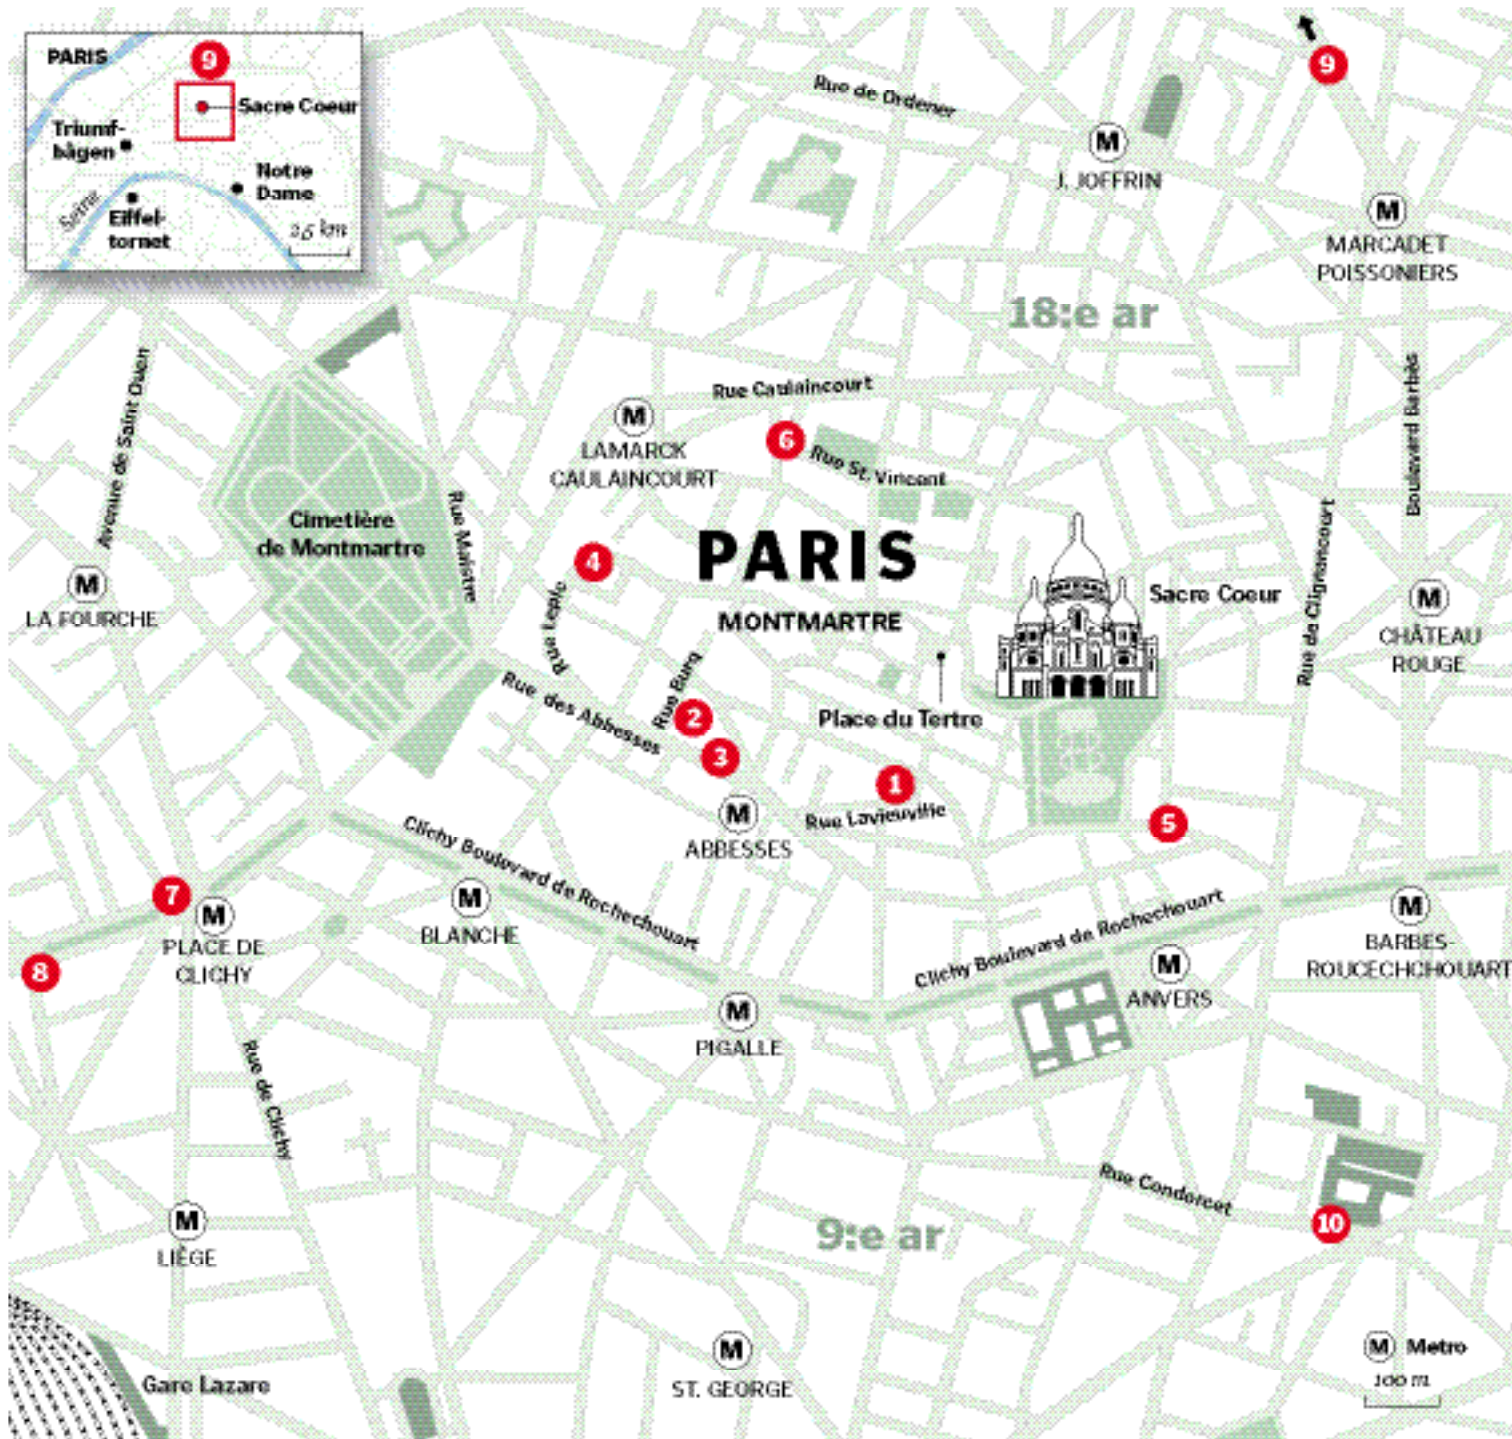 PARIS
9
Sacre Coeur
Triumf-
bågen
Notre
Dame
Seine
Eiffel-
tornet
2,5 km
9
Rue de Ordener
M
J. JOFFRIN
M
MARCADET
POISSONIERS
18:e ar
Avenue de Saint Ouen
Rue Caulaincourt
Boulevard Barbès
M
LAMARCK
CAULAINCOURT
6
Rue St. Vincent
Cimetière
de Montmartre
Rue Maistre
Rue de Clignancourt
4
PARIS
MONTMARTRE
Sacre Coeur
M
LA FOURCHE
M
CHÂTEAU
ROUGE
Rue Lepic
Rue Burq
Rue des Abbesses
2
3
Place du Tertre
1
Rue Lavieuville
M
ABBESSES
5
Clichy Boulevard de Rochechouart
7
M
PLACE DE
CLICHY
M
BLANCHE
8
Clichy Boulevard de Rochechouart
M
ANVERS
M
BARBES-
ROUCECHCHOUART
M
PIGALLE
Rue de Clichy
Rue Condorcet
10
9:e ar
M
LIÈGE
M
ST. GEORGE
Gare Lazare
M Metro
100 m